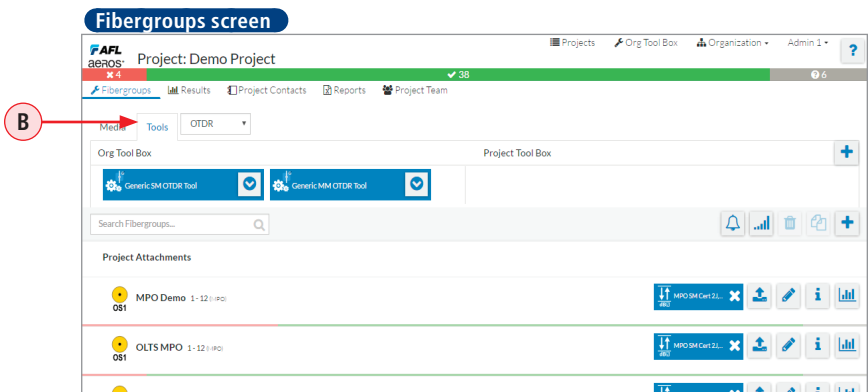 Fibergroups screen
AFL
aeROS
Project: Demo Project
Projects Org Tool Box Organization Admin 1 ?
4 38 6
Fibergroups Results Project Contacts Reports Project Team
B
Media Tools OTDR
Org Tool Box Project Tool Box
Generic SM OTDR Tool Generic MM OTDR Tool
Search Fibergroups...
Project Attachments
MPO Demo 1 - 12 (MPO) MPO SM Cert 2.(...
OS1
OLTS MPO 1 - 12 (MPO) MPO SM Cert 2.(...
OS1